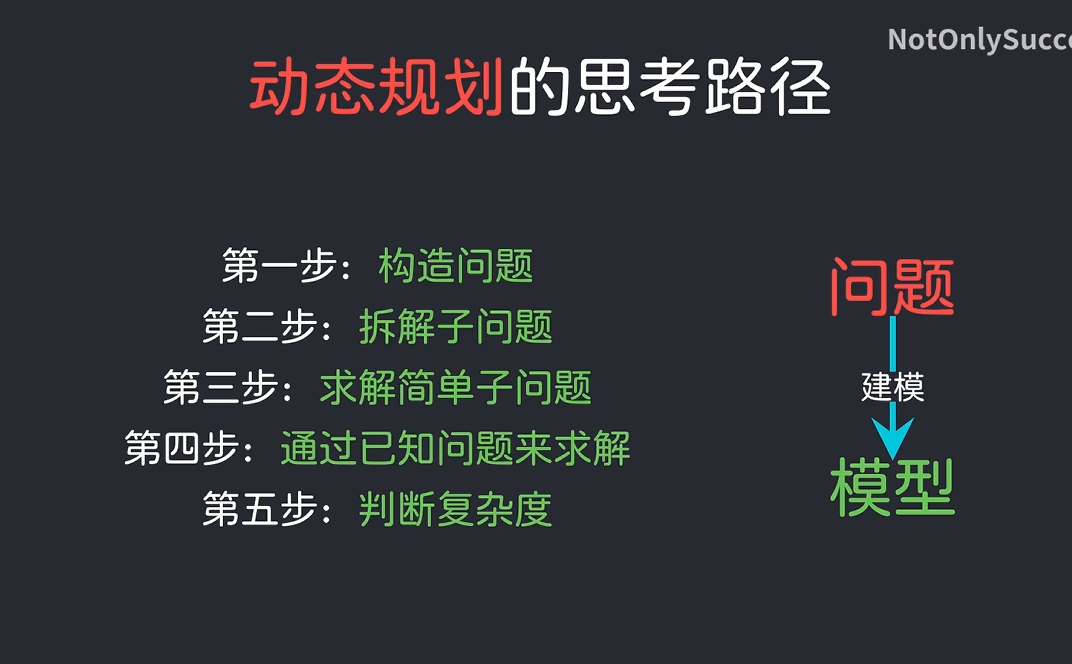 动态规划的思考路径
第一步：构造问题
第二步：拆解子问题
第三步：求解简单子问题
第四步：通过已知问题来求解
第五步：判断复杂度
问题
建模
模型